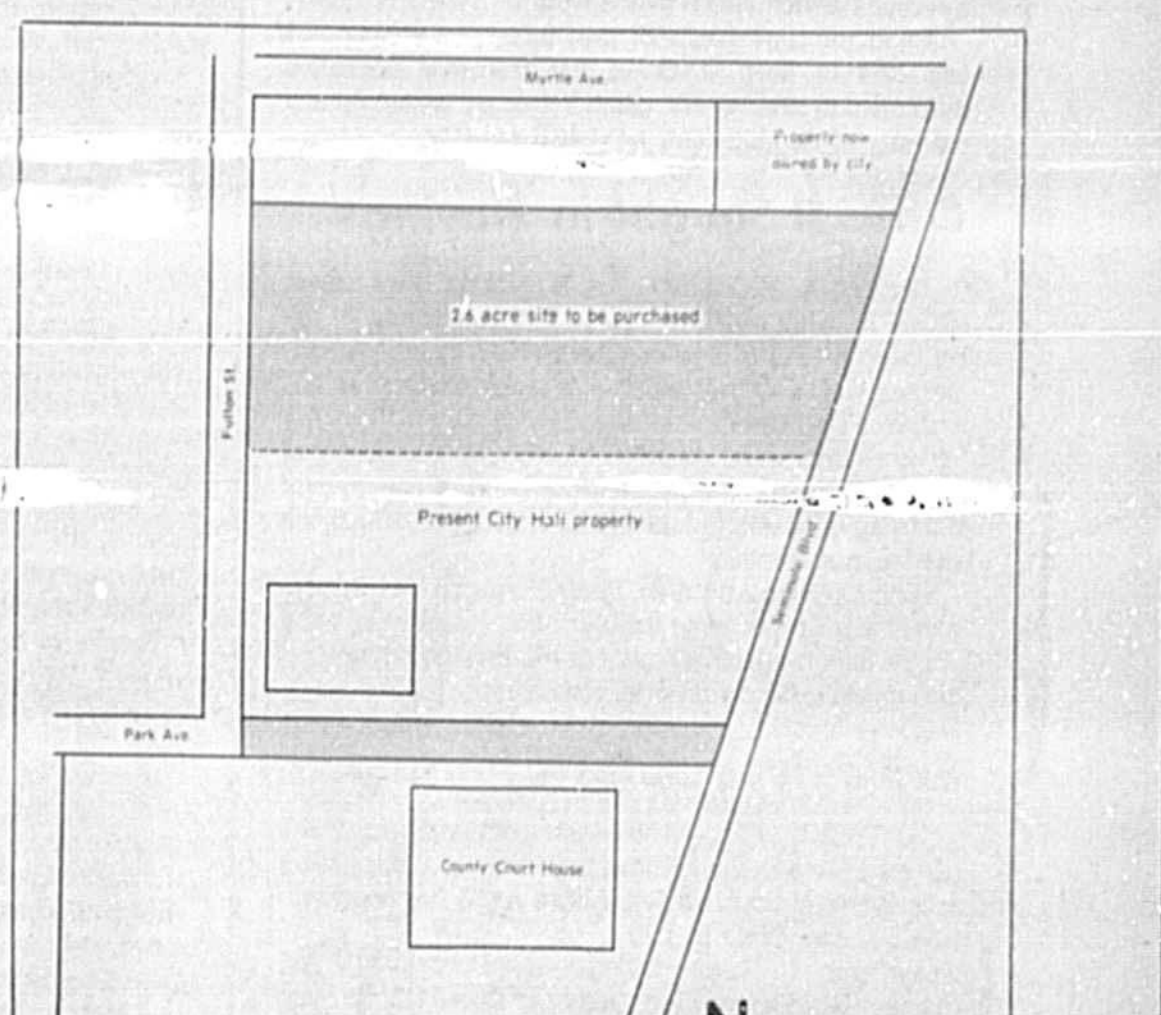 Myrtle Ave.
Property now
owned by city
2.6 acre site to be purchased
Fulton St.
Present City Hall property
Seminole Blvd.
Park Ave.
County Court House
N